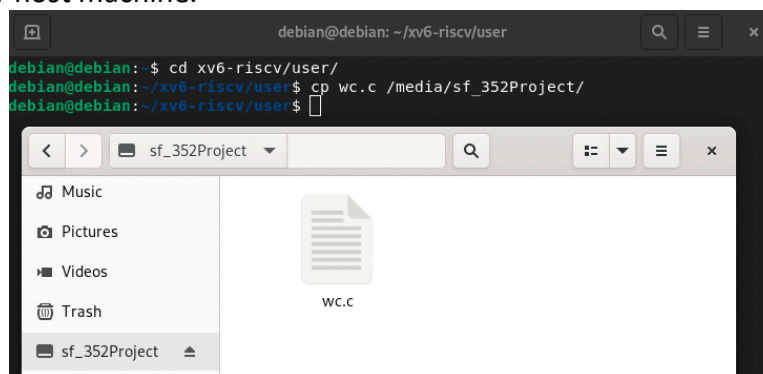 host machine.
debian@debian: ~/xv6-riscv/user
debian@debian:~$ cd xv6-riscv/user/
debian@debian:~/xv6-riscv/user$ cp wc.c /media/sf_352Project/
debian@debian:~/xv6-riscv/user$
sf_352Project
Music
Pictures
Videos
Trash
sf_352Project
wc.c